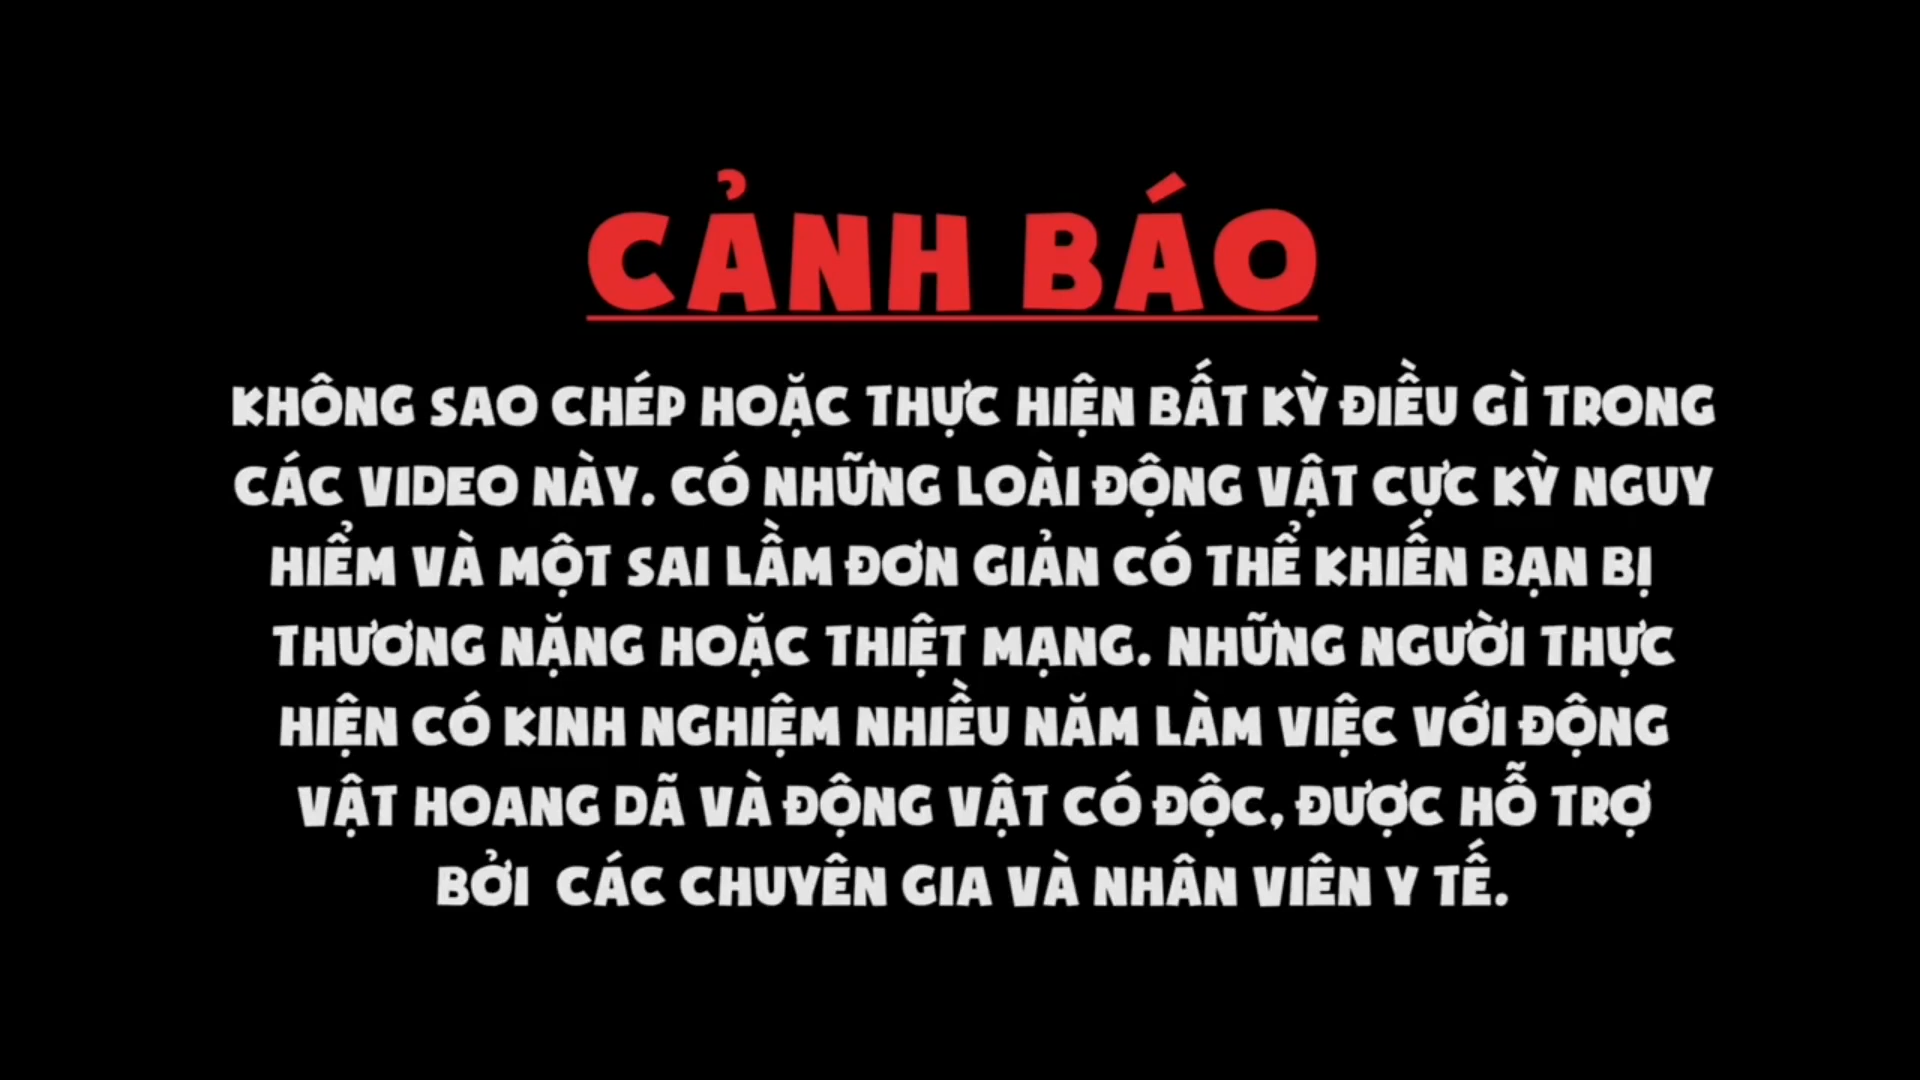 CẢNH BÁO
KHÔNG SAO CHÉP HOẶC THỰC HIỆN BẤT KỲ ĐIỀU GÌ TRONG
CÁC VIDEO NÀY. CÓ NHỮNG LOÀI ĐỘNG VẬT CỰC KỲ NGUY
HIỂM VÀ MỘT SAI LẦM ĐƠN GIẢN CÓ THỂ KHIẾN BẠN BỊ
THƯƠNG NẶNG HOẶC THIỆT MẠNG. NHỮNG NGƯỜI THỰC
HIỆN CÓ KINH NGHIỆM NHIỀU NĂM LÀM VIỆC VỚI ĐỘNG
VẬT HOANG DÃ VÀ ĐỘNG VẬT CÓ ĐỘC, ĐƯỢC HỖ TRỢ
BỞI CÁC CHUYÊN GIA VÀ NHÂN VIÊN Y TẾ.